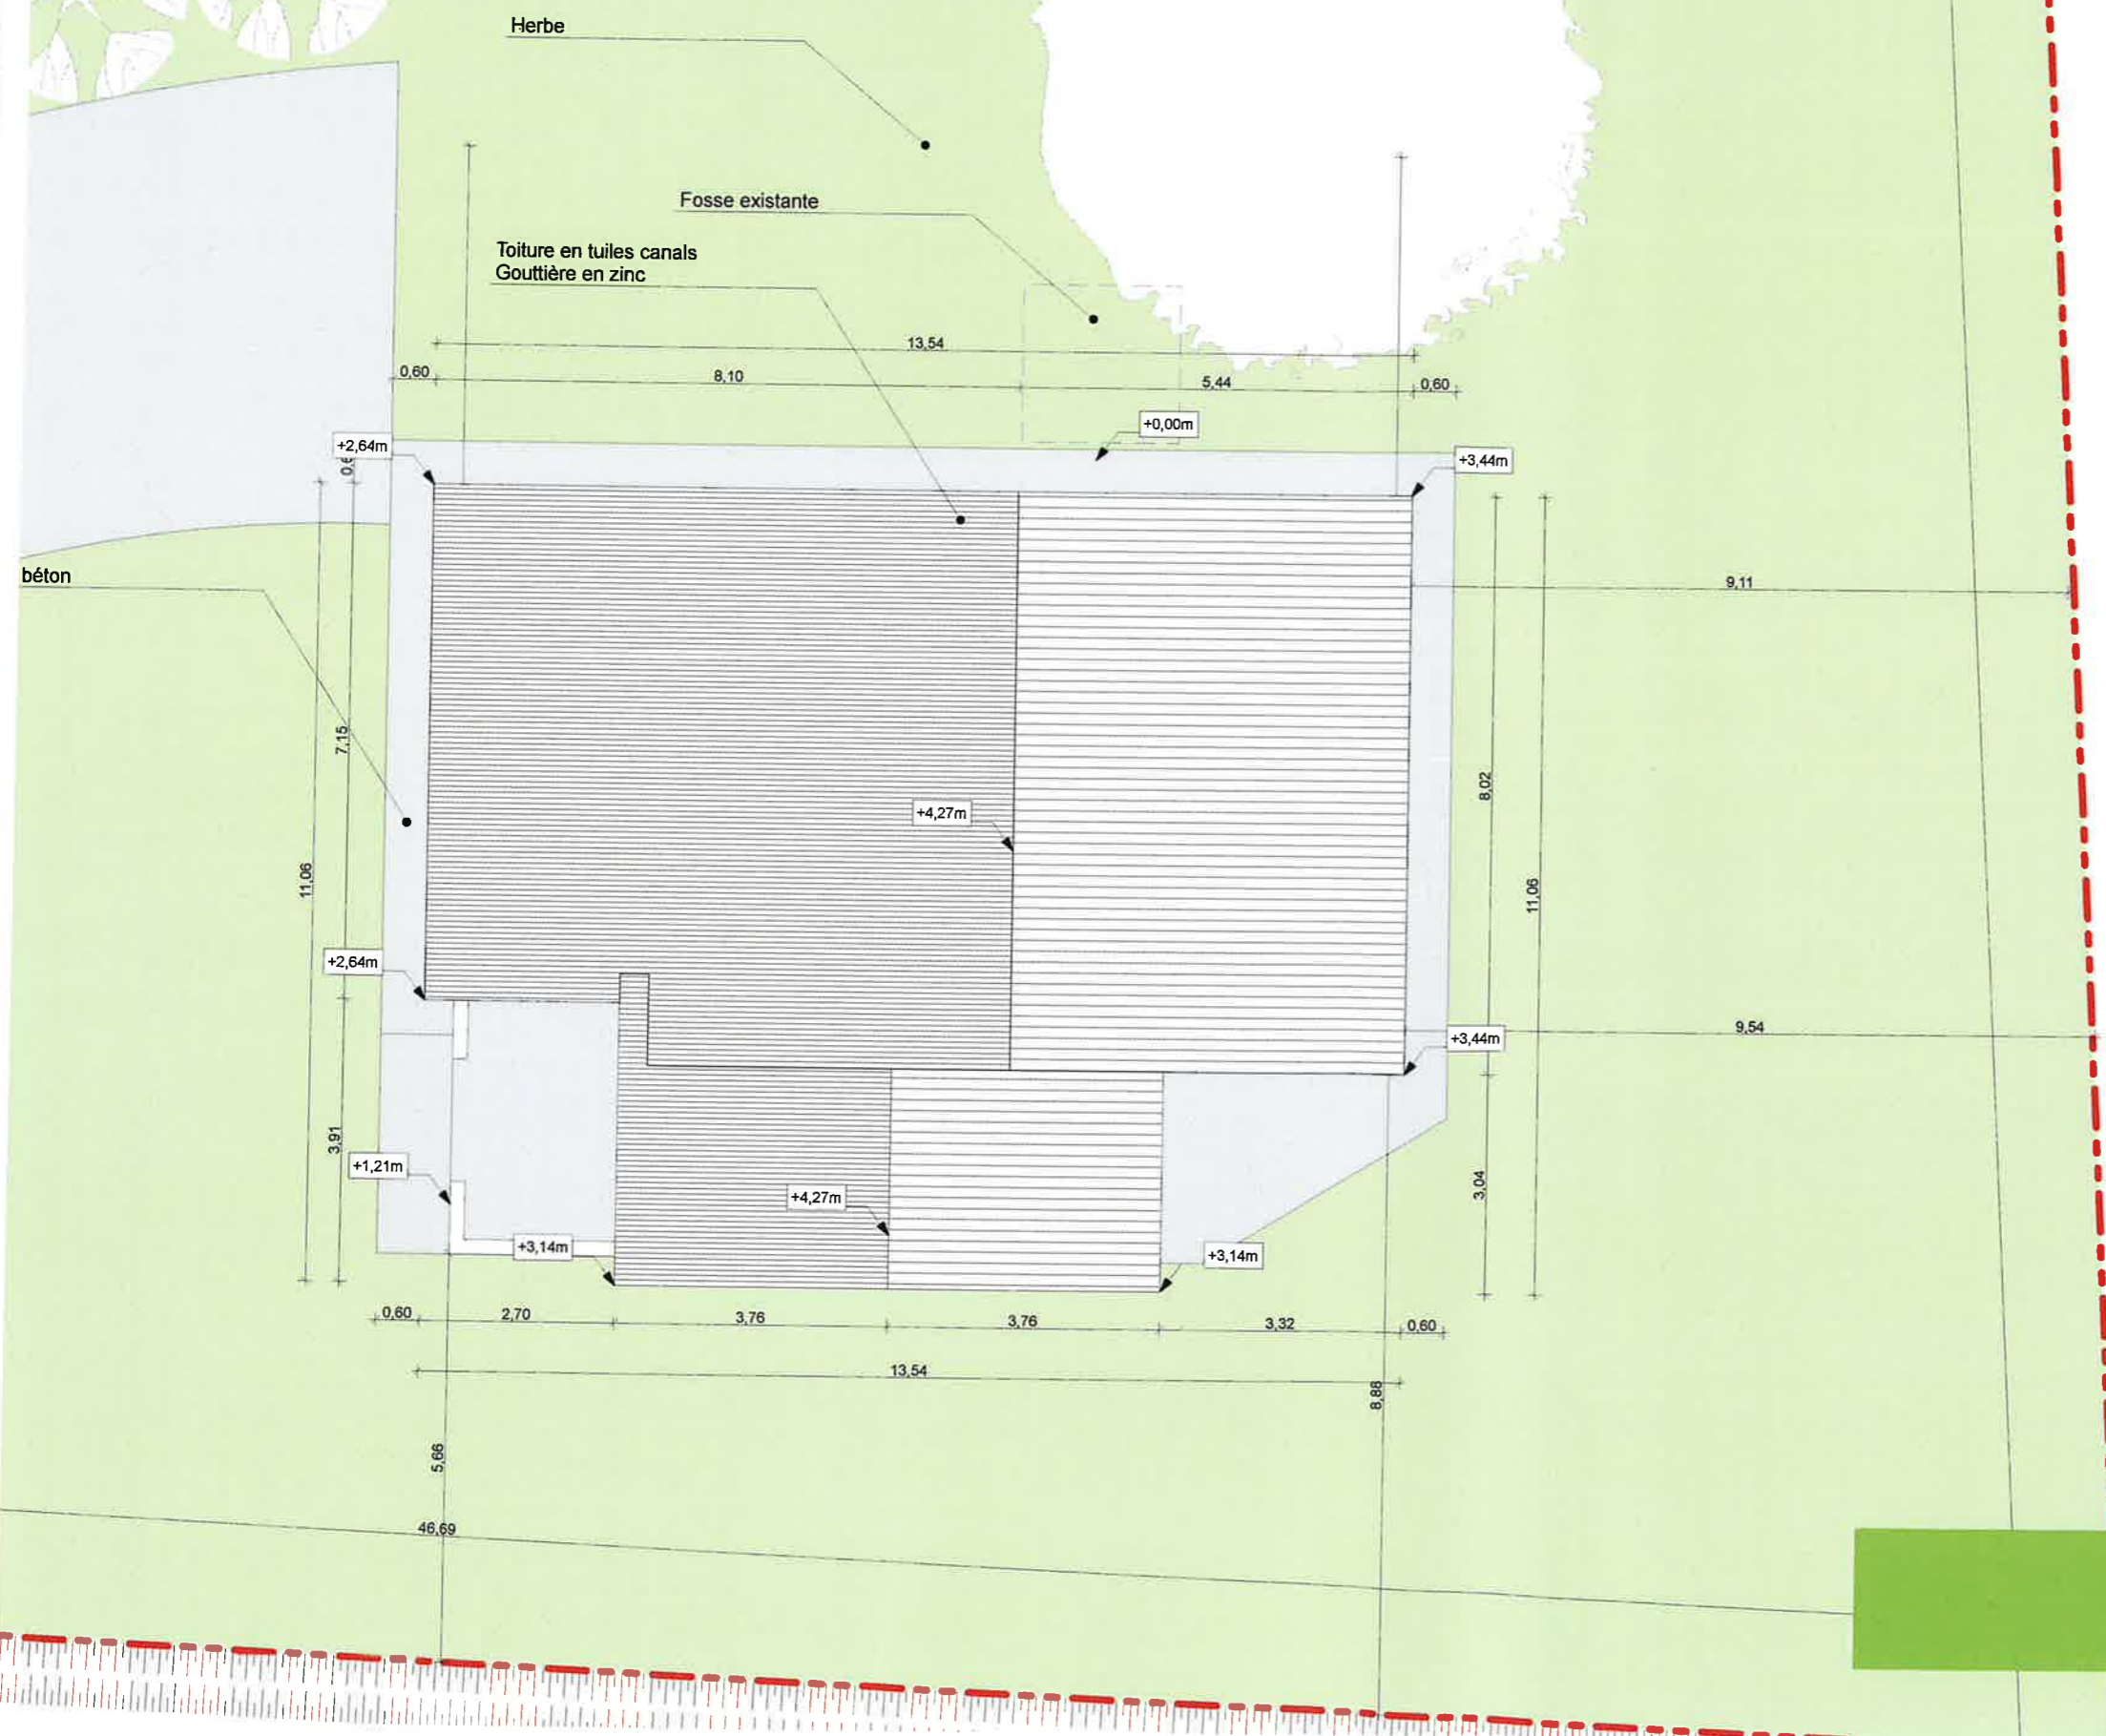 Herbe
Fosse existante
Toiture en tuiles canals
Gouttière en zinc
13,54
0,60
8,10
5,44
0,60
+0,00m
+2,64m
+3,44m
béton
9,11
7,15
8,02
+4,27m
11,06
11,06
+2,64m
9,54
+3,44m
3,91
+1,21m
3,04
+4,27m
+3,14m
+3,14m
0,60
2,70
3,76
3,76
3,32
0,60
13,54
8,88
5,66
46,69